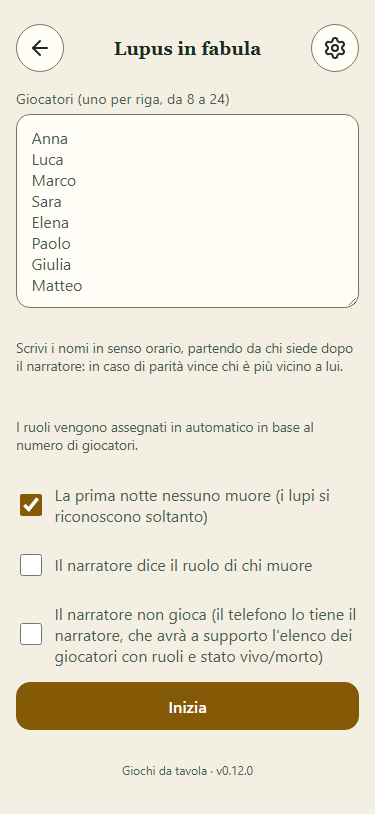 Lupus in fabula
Giocatori (uno per riga, da 8 a 24)
Anna
Luca
Marco
Sara
Elena
Paolo
Giulia
Matteo
Scrivi i nomi in senso orario, partendo da chi siede dopo
il narratore: in caso di parità vince chi è più vicino a lui.
I ruoli vengono assegnati in automatico in base al
numero di giocatori.
La prima notte nessuno muore (i lupi si
riconoscono soltanto)
Il narratore dice il ruolo di chi muore
Il narratore non gioca (il telefono lo tiene il
narratore, che avrà a supporto l'elenco dei
giocatori con ruoli e stato vivo/morto)
Inizia
Giochi da tavola · v0.12.0